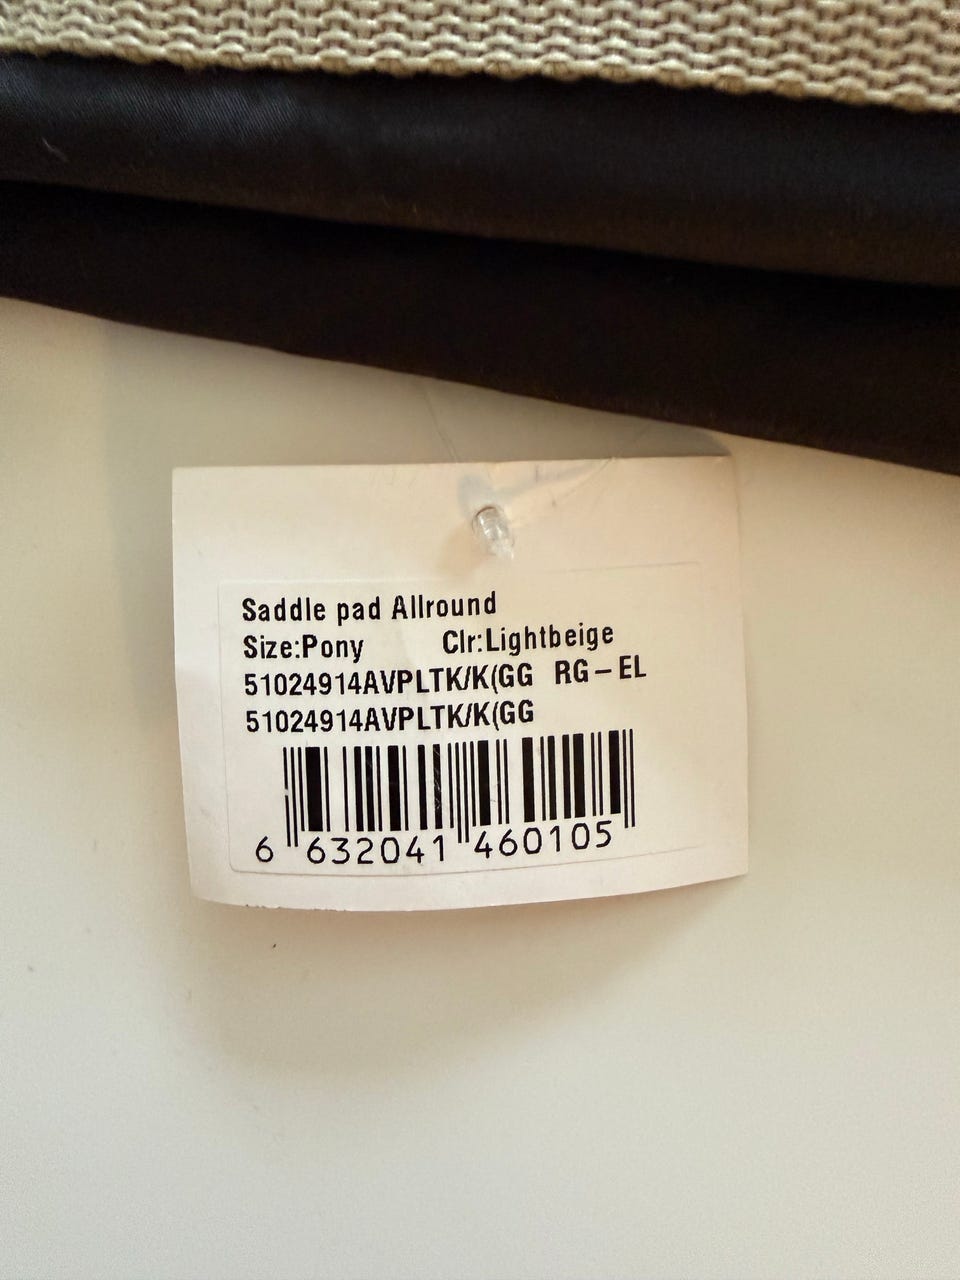 Saddle pad Allround
Size:Pony Clr:Lightbeige
51024914AVPLTK/K(GG RG-EL
51024914AVPLTK/K(GG
6 632041 460105